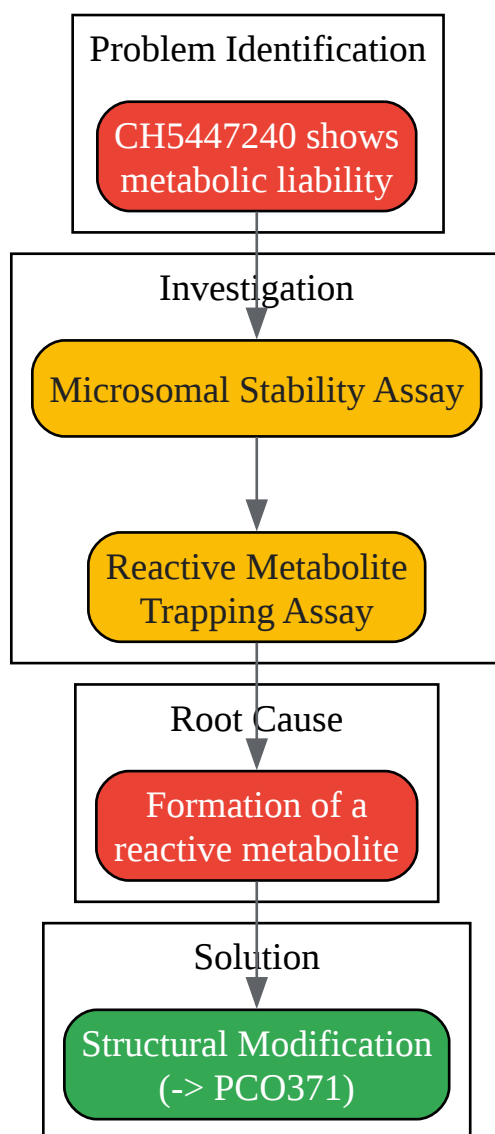 Problem Identification
CH5447240 shows
metabolic liability
Investigation
Microsomal Stability Assay
Reactive Metabolite
Trapping Assay
Root Cause
Formation of a
reactive metabolite
Solution
Structural Modification
(-> PCO371)